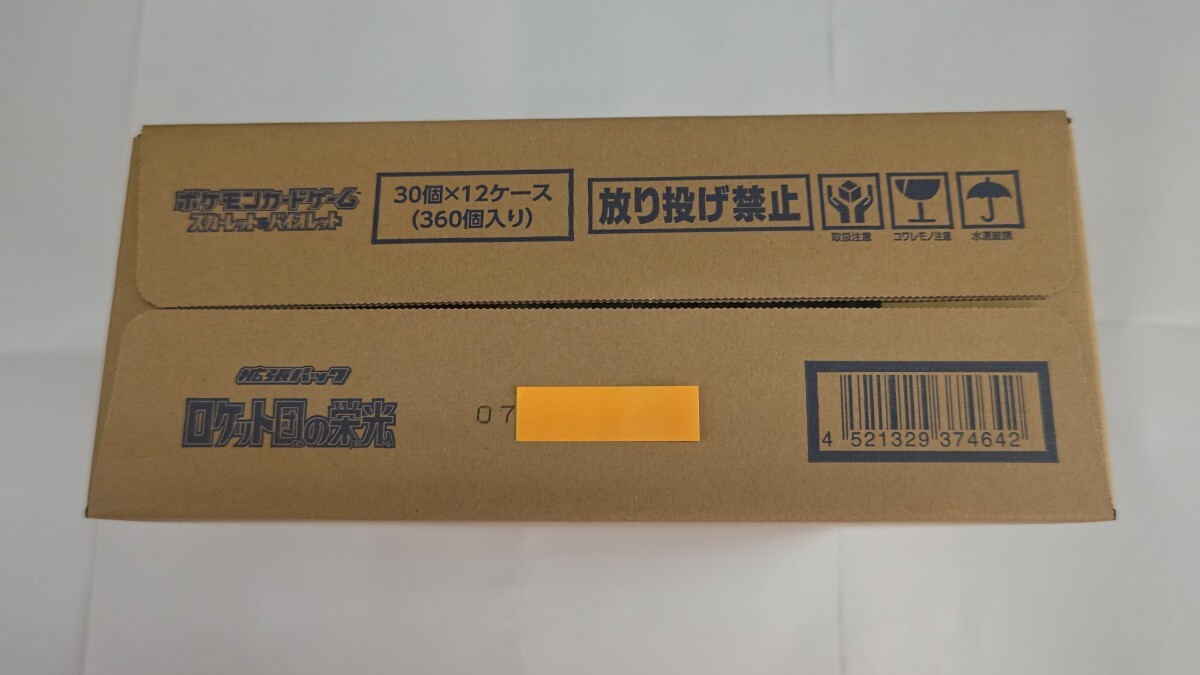 ポケモンカードゲーム
スカーレット&バイオレット
30個×12ケース
(360個入り)
放り投げ禁止
取扱注意
コワレモノ注意
水濡厳禁
拡張パック
ロケット団の栄光
07
4 521329 374642